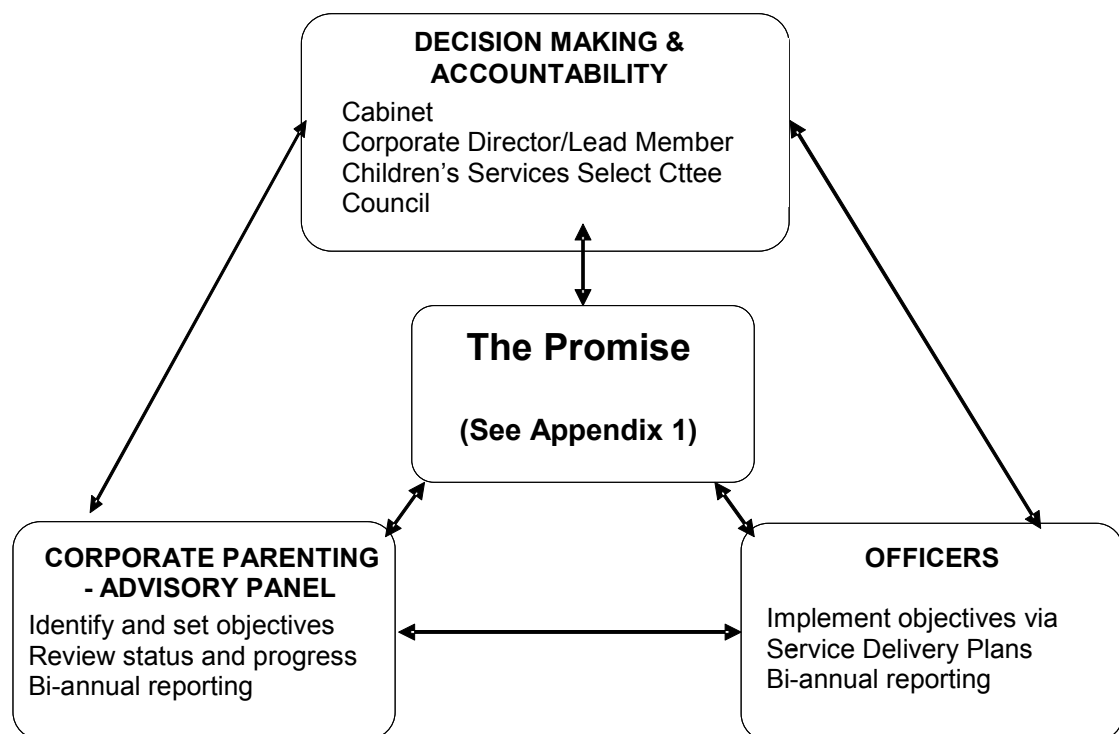 DECISION MAKING &
ACCOUNTABILITY
Cabinet
Corporate Director/Lead Member
Children’s Services Select Cttee
Council
The Promise
(See Appendix 1)
CORPORATE PARENTING
- ADVISORY PANEL
Identify and set objectives
Review status and progress
Bi-annual reporting
OFFICERS
Implement objectives via
Service Delivery Plans
Bi-annual reporting